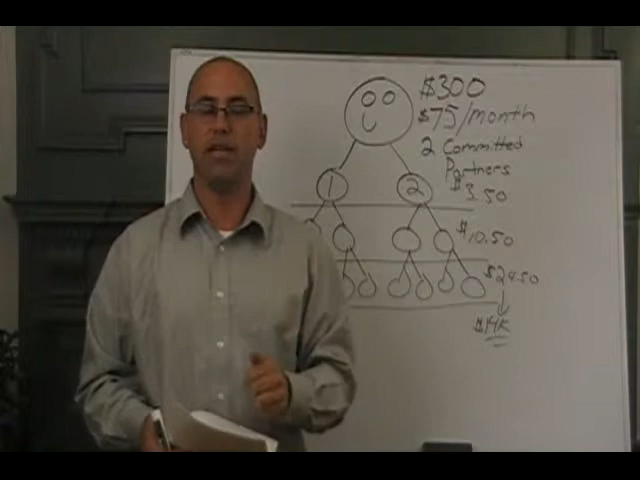 $300
$75/month
2 Committed
Partners
$3.50
1 2
$10.50
$24.50
$14K